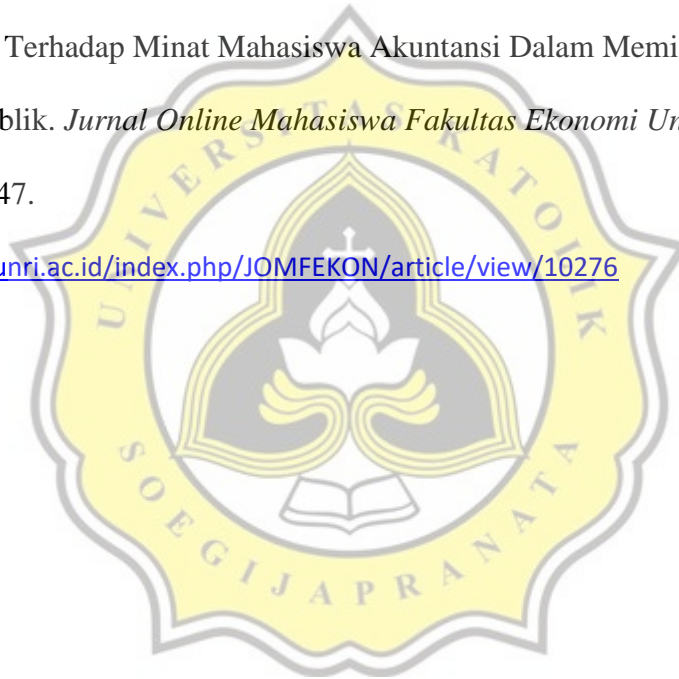 Terhadap Minat Mahasiswa Akuntansi Dalam Memi
blik. Jurnal Online Mahasiswa Fakultas Ekonomi Un
47.
unri.ac.id/index.php/JOMFEKON/article/view/10276
UNIVERSITAS KATOLIK
SOEGIJAPRANATA